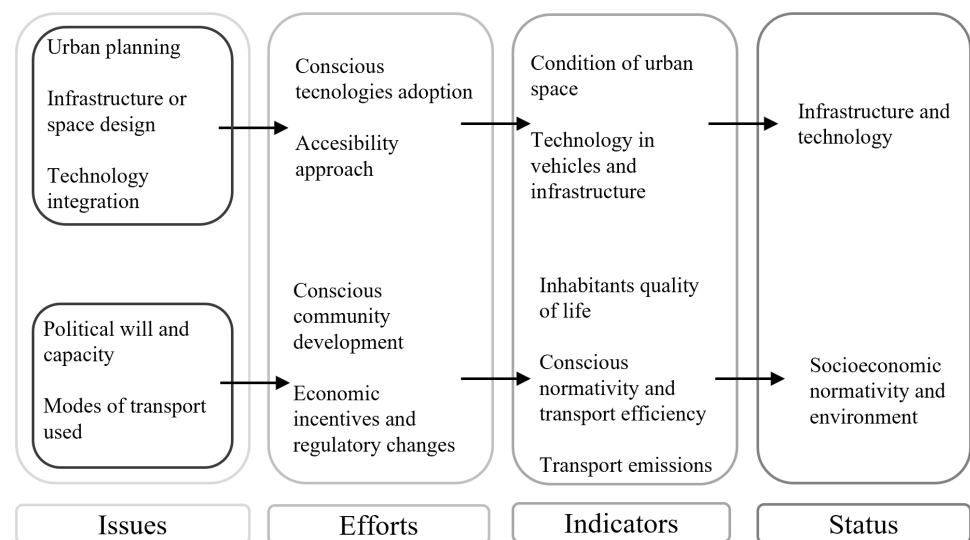 Urban planning
Infrastructure or
space design
Technology
integration
Political will and
capacity
Modes of transport
used
Conscious
tecnologies adoption
Accesibility
approach
Conscious
community
development
Economic
incentives and
regulatory changes
Condition of urban
space
Technology in
vehicles and
infrastructure
Inhabitants quality
of life
Conscious
normativity and
transport efficiency
Transport emissions
Infrastructure and
technology
Socioeconomic
normativity and
environment
Issues
Efforts
Indicators
Status